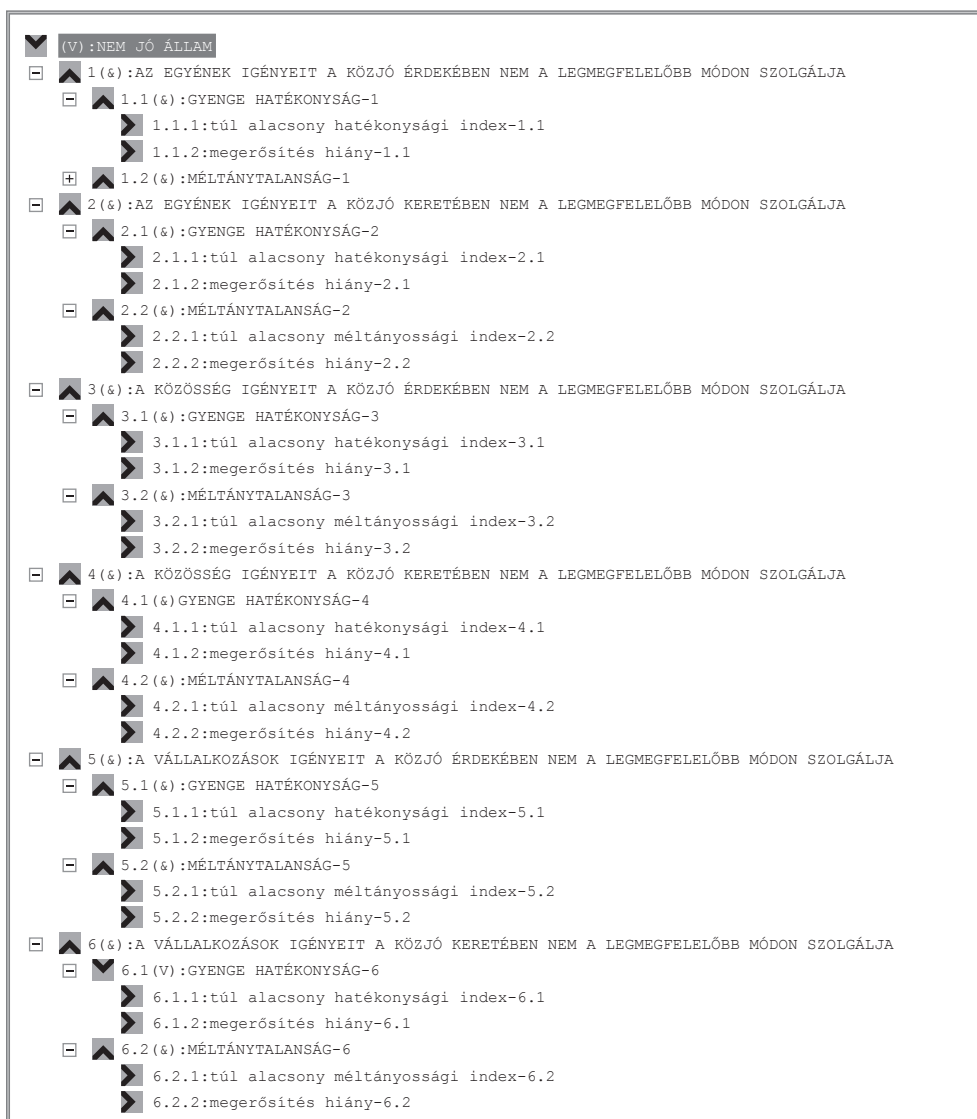 (V):NEM JÓ ÁLLAM
1(&):AZ EGYÉNEK IGÉNYEIT A KÖZJÓ ÉRDEKÉBEN NEM A LEGMEGFELELŐBB MÓDON SZOLGÁLJA
1.1(&):GYENGE HATÉKONYSÁG-1
1.1.1:túl alacsony hatékonysági index-1.1
1.1.2:megerősítés hiány-1.1
1.2(&):MÉLTÁNYTALANSÁG-1
2(&):AZ EGYÉNEK IGÉNYEIT A KÖZJÓ KERETÉBEN NEM A LEGMEGFELELŐBB MÓDON SZOLGÁLJA
2.1(&):GYENGE HATÉKONYSÁG-2
2.1.1:túl alacsony hatékonysági index-2.1
2.1.2:megerősítés hiány-2.1
2.2(&):MÉLTÁNYTALANSÁG-2
2.2.1:túl alacsony méltányossági index-2.2
2.2.2:megerősítés hiány-2.2
3(&):A KÖZÖSSÉG IGÉNYEIT A KÖZJÓ ÉRDEKÉBEN NEM A LEGMEGFELELŐBB MÓDON SZOLGÁLJA
3.1(&):GYENGE HATÉKONYSÁG-3
3.1.1:túl alacsony hatékonysági index-3.1
3.1.2:megerősítés hiány-3.1
3.2(&):MÉLTÁNYTALANSÁG-3
3.2.1:túl alacsony méltányossági index-3.2
3.2.2:megerősítés hiány-3.2
4(&):A KÖZÖSSÉG IGÉNYEIT A KÖZJÓ KERETÉBEN NEM A LEGMEGFELELŐBB MÓDON SZOLGÁLJA
4.1(&)GYENGE HATÉKONYSÁG-4
4.1.1:túl alacsony hatékonysági index-4.1
4.1.2:megerősítés hiány-4.1
4.2(&):MÉLTÁNYTALANSÁG-4
4.2.1:túl alacsony méltányossági index-4.2
4.2.2:megerősítés hiány-4.2
5(&):A VÁLLALKOZÁSOK IGÉNYEIT A KÖZJÓ ÉRDEKÉBEN NEM A LEGMEGFELELŐBB MÓDON SZOLGÁLJA
5.1(&):GYENGE HATÉKONYSÁG-5
5.1.1:túl alacsony hatékonysági index-5.1
5.1.2:megerősítés hiány-5.1
5.2(&):MÉLTÁNYTALANSÁG-5
5.2.1:túl alacsony méltányossági index-5.2
5.2.2:megerősítés hiány-5.2
6(&):A VÁLLALKOZÁSOK IGÉNYEIT A KÖZJÓ KERETÉBEN NEM A LEGMEGFELELŐBB MÓDON SZOLGÁLJA
6.1(V):GYENGE HATÉKONYSÁG-6
6.1.1:túl alacsony hatékonysági index-6.1
6.1.2:megerősítés hiány-6.1
6.2(&):MÉLTÁNYTALANSÁG-6
6.2.1:túl alacsony méltányossági index-6.2
6.2.2:megerősítés hiány-6.2